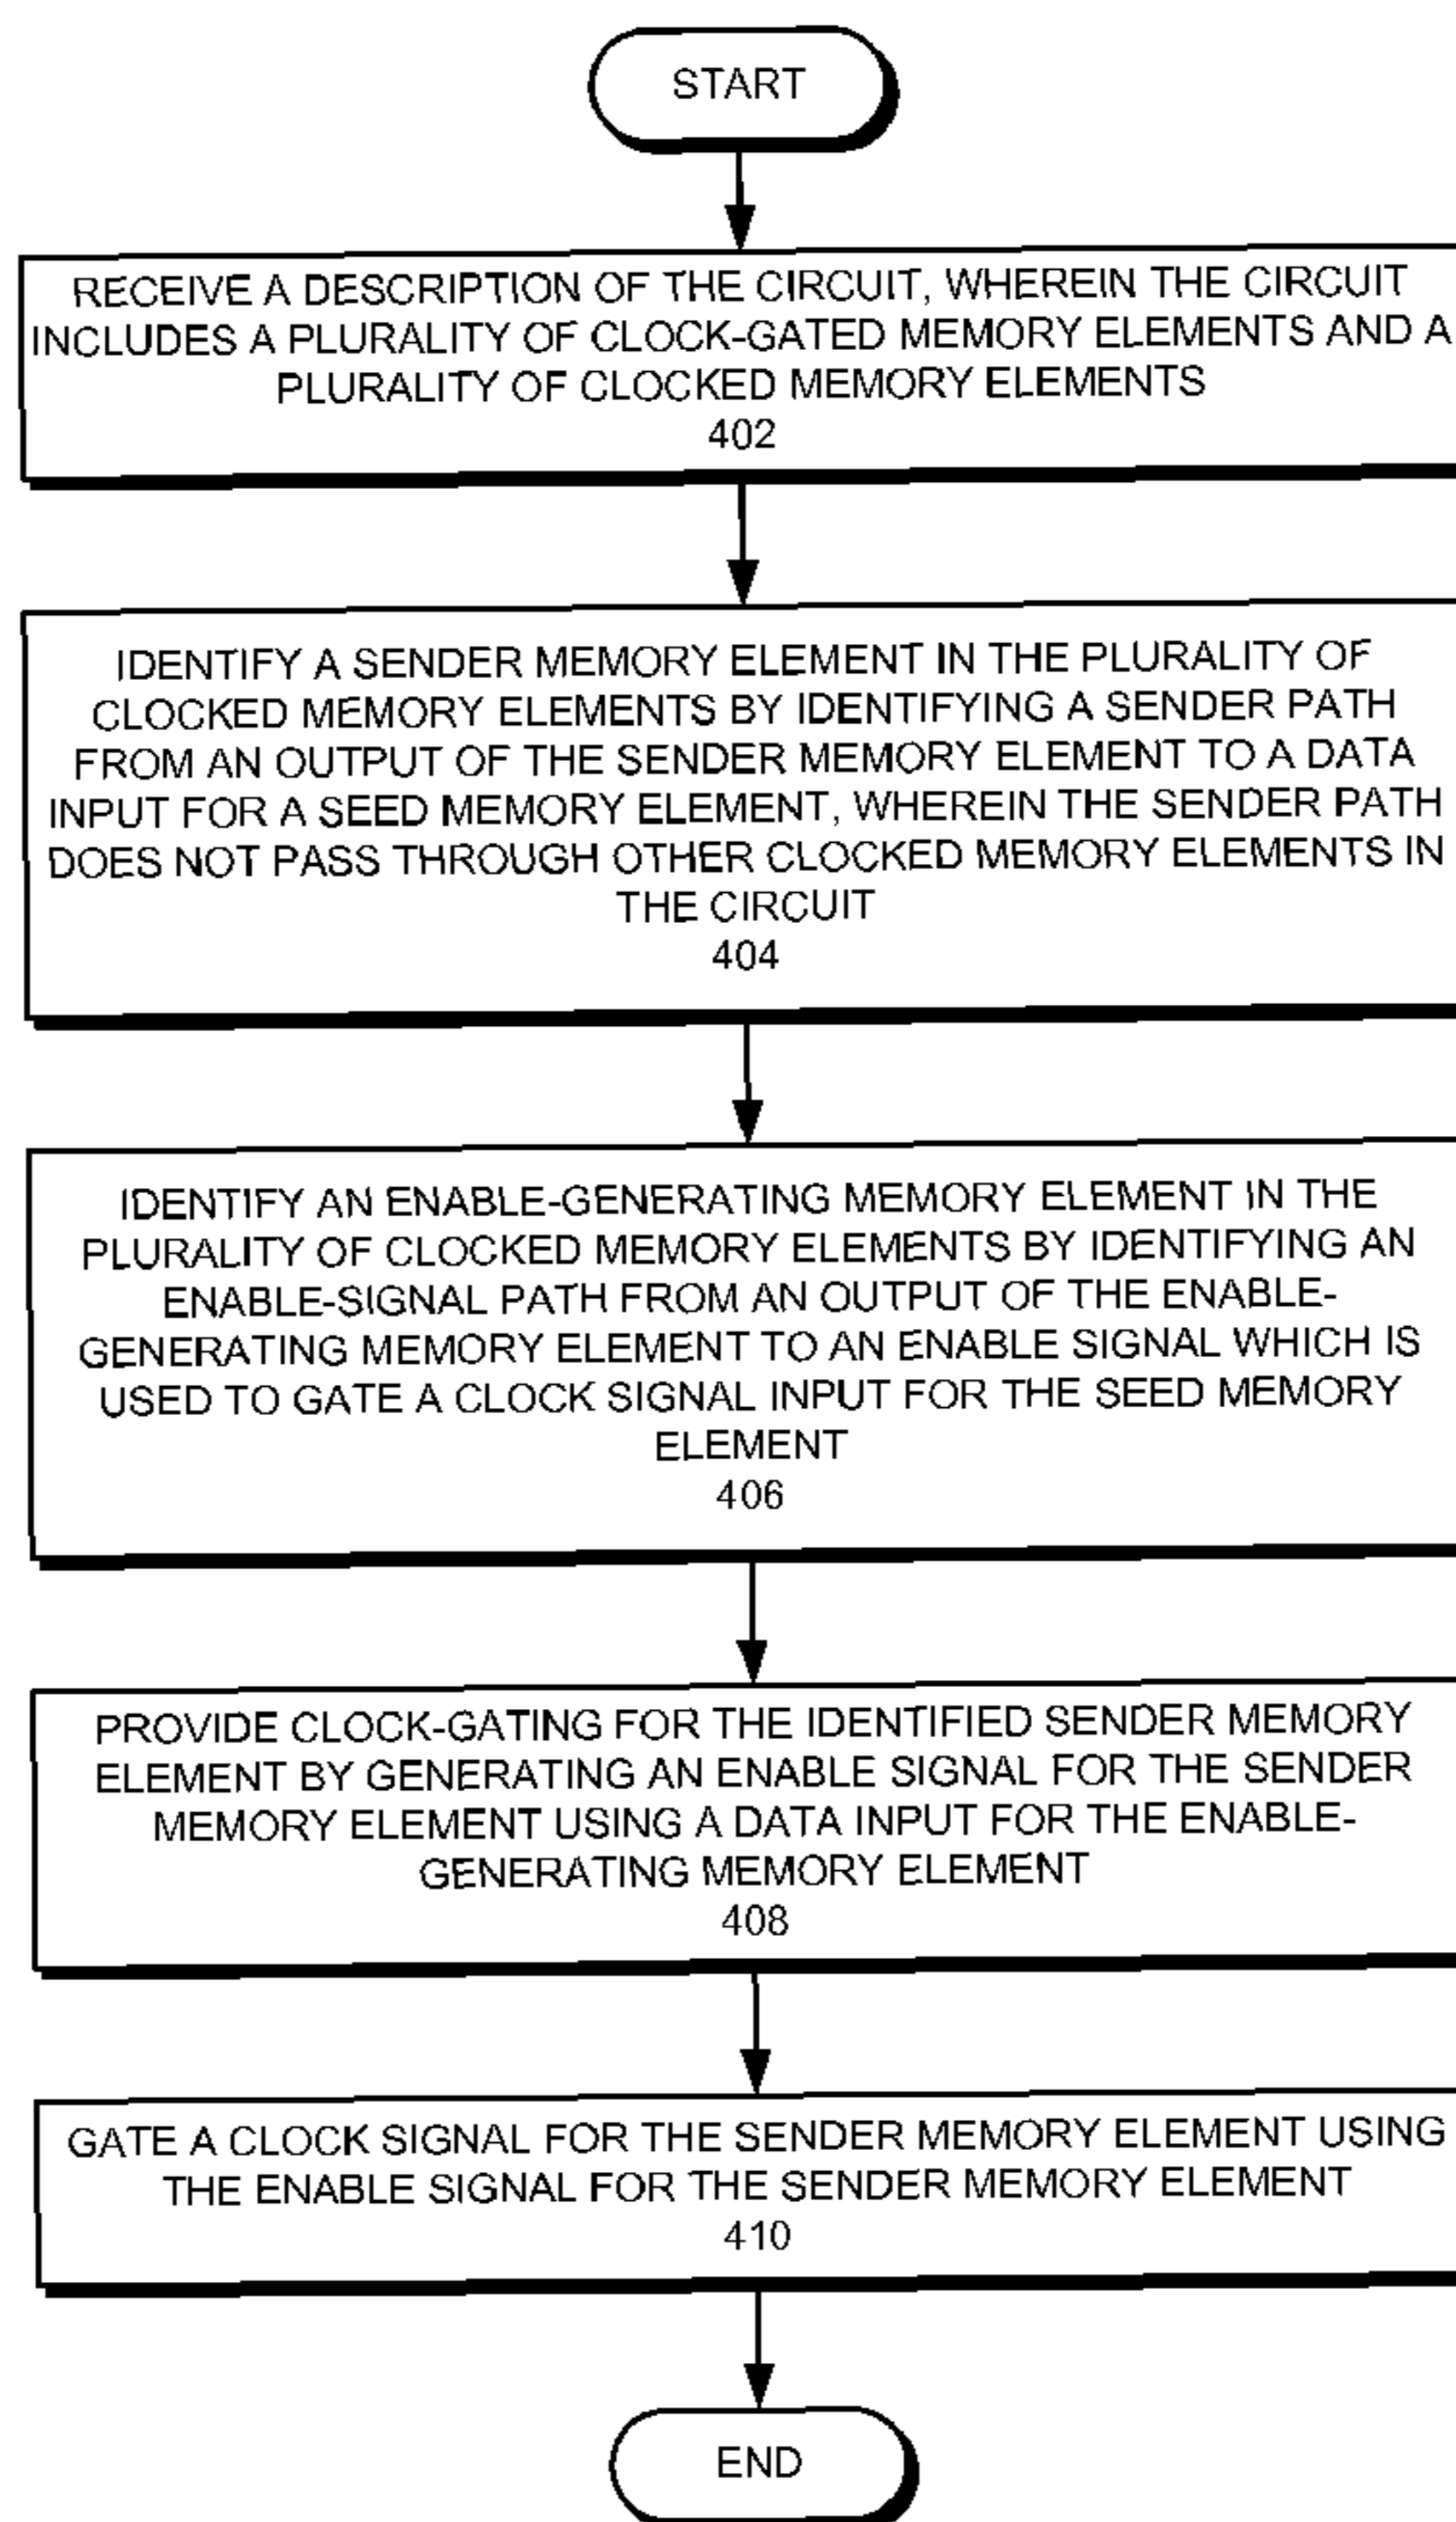 START
RECEIVE A DESCRIPTION OF THE CIRCUIT, WHEREIN THE CIRCUIT
INCLUDES A PLURALITY OF CLOCK-GATED MEMORY ELEMENTS AND A
PLURALITY OF CLOCKED MEMORY ELEMENTS
402
IDENTIFY A SENDER MEMORY ELEMENT IN THE PLURALITY OF
CLOCKED MEMORY ELEMENTS BY IDENTIFYING A SENDER PATH
FROM AN OUTPUT OF THE SENDER MEMORY ELEMENT TO A DATA
INPUT FOR A SEED MEMORY ELEMENT, WHEREIN THE SENDER PATH
DOES NOT PASS THROUGH OTHER CLOCKED MEMORY ELEMENTS IN
THE CIRCUIT
404
IDENTIFY AN ENABLE-GENERATING MEMORY ELEMENT IN THE
PLURALITY OF CLOCKED MEMORY ELEMENTS BY IDENTIFYING AN
ENABLE-SIGNAL PATH FROM AN OUTPUT OF THE ENABLE-
GENERATING MEMORY ELEMENT TO AN ENABLE SIGNAL WHICH IS
USED TO GATE A CLOCK SIGNAL INPUT FOR THE SEED MEMORY
ELEMENT
406
PROVIDE CLOCK-GATING FOR THE IDENTIFIED SENDER MEMORY
ELEMENT BY GENERATING AN ENABLE SIGNAL FOR THE SENDER
MEMORY ELEMENT USING A DATA INPUT FOR THE ENABLE-
GENERATING MEMORY ELEMENT
408
GATE A CLOCK SIGNAL FOR THE SENDER MEMORY ELEMENT USING
THE ENABLE SIGNAL FOR THE SENDER MEMORY ELEMENT
410
END